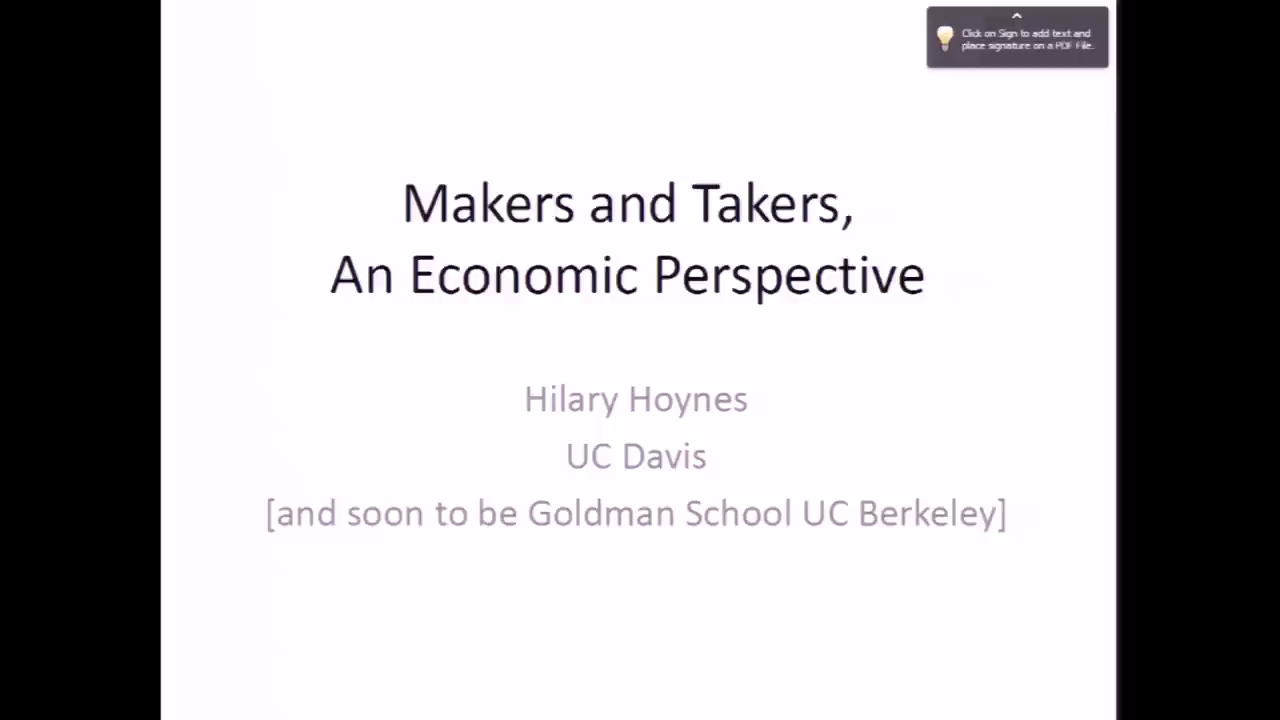 Click on Sign to add text and
place signature on a PDF File.
Makers and Takers,
An Economic Perspective
Hilary Hoynes
UC Davis
[and soon to be Goldman School UC Berkeley]